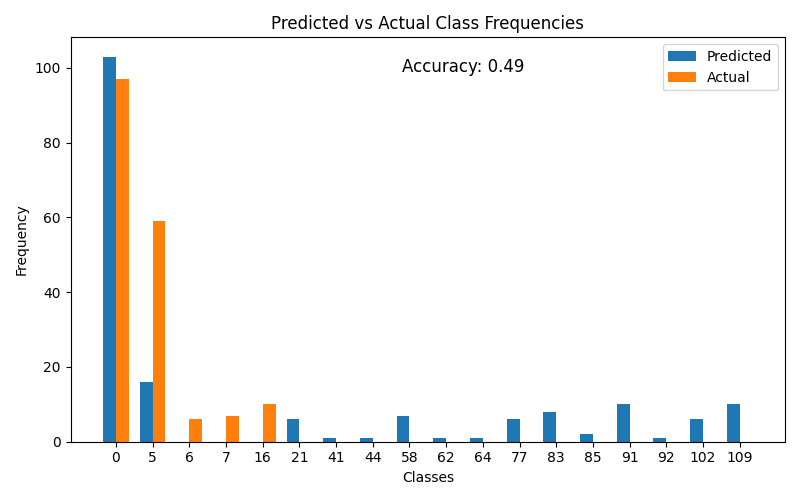 Predicted vs Actual Class Frequencies
Accuracy: 0.49
Predicted
Actual
Frequency
100
80
60
40
20
0
0 5 6 7 16 21 41 44 58 62 64 77 83 85 91 92 102 109
Classes